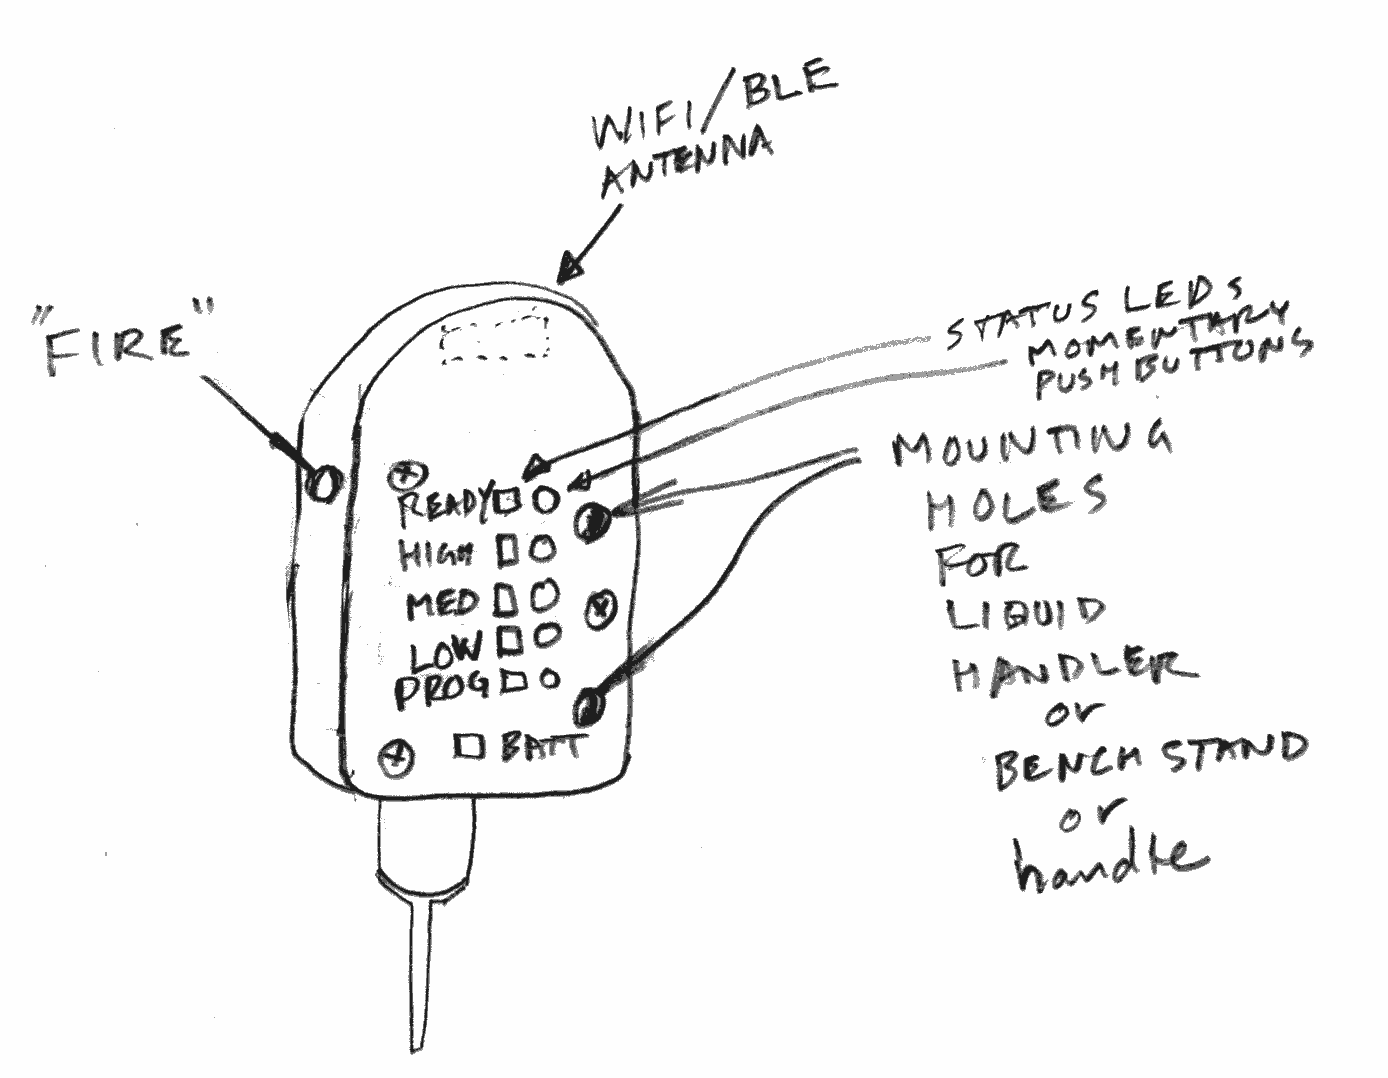 WIFI/BLE
ANTENNA
"FIRE"
STATUS LEDS
MOMENTARY
PUSH BUTTONS
MOUNTING
HOLES
FOR
LIQUID
HANDLER
or
BENCH STAND
or
handle
READY
HIGH
MED
LOW
PROG
BATT